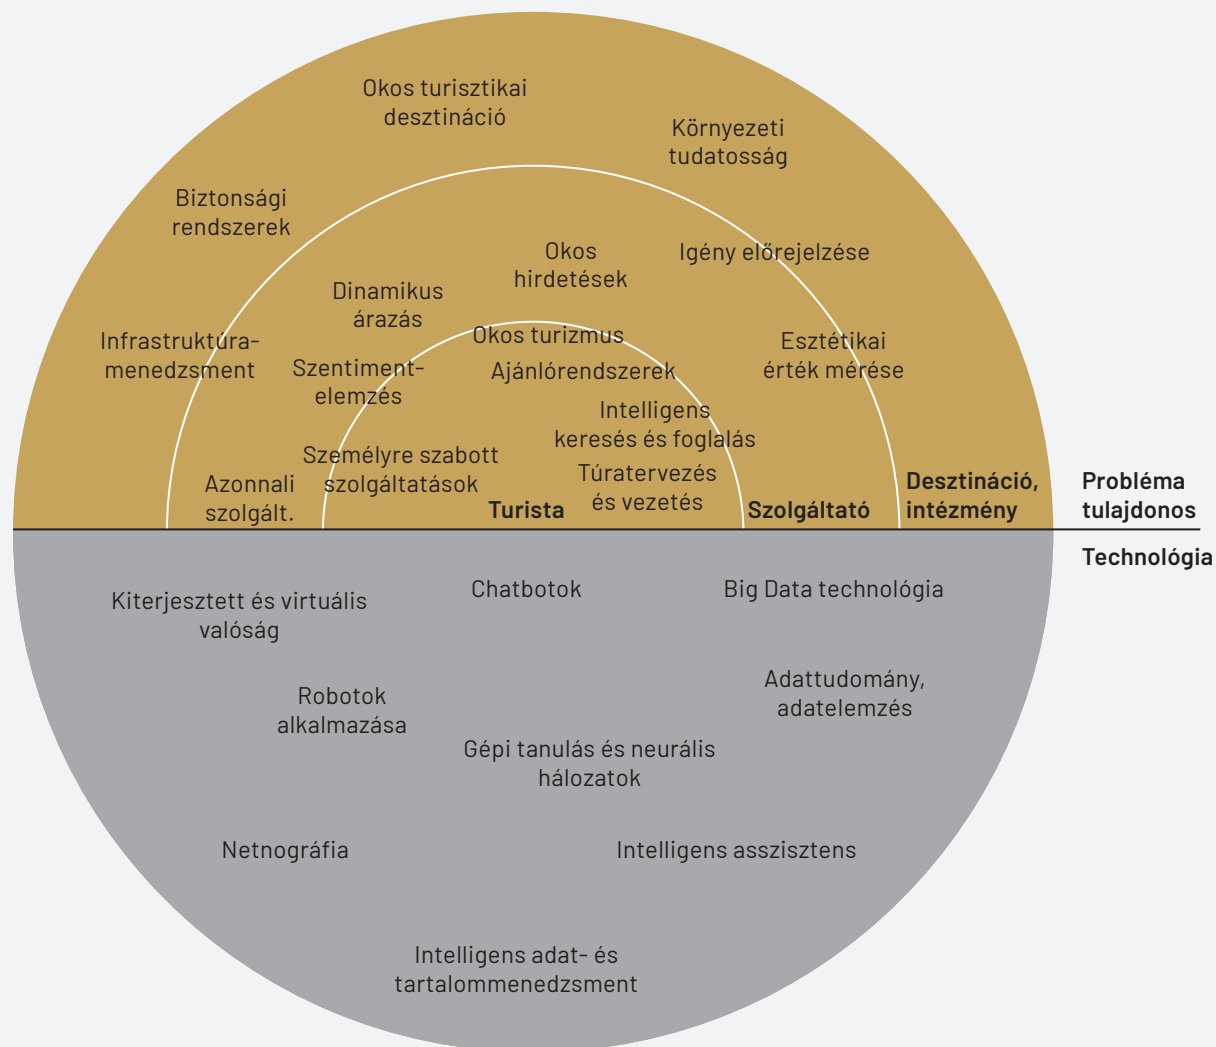 Okos turisztikai
desztináció
Környezeti
tudatosság
Biztonsági
rendszerek
Okos
hirdetések
Igény előrejelzése
Dinamikus
árazás
Okos turizmus
Infrastruktúra-
menedzsment
Esztétikai
érték mérése
Szentiment-
elemzés
Ajánlórendszerek
Intelligens
keresés és foglalás
Személyre szabott
szolgáltatások
Túratervezés
és vezetés
Azonnali
szolgált.
Turista
Szolgáltató
Desztináció,
intézmény
Probléma
tulajdonos
Technológia
Chatbotok
Big Data technológia
Kiterjesztett és virtuális
valóság
Adattudomány,
adatelemzés
Robotok
alkalmazása
Gépi tanulás és neurális
hálozatok
Netnográfia
Intelligens asszisztens
Intelligens adat- és
tartalommenedzsment